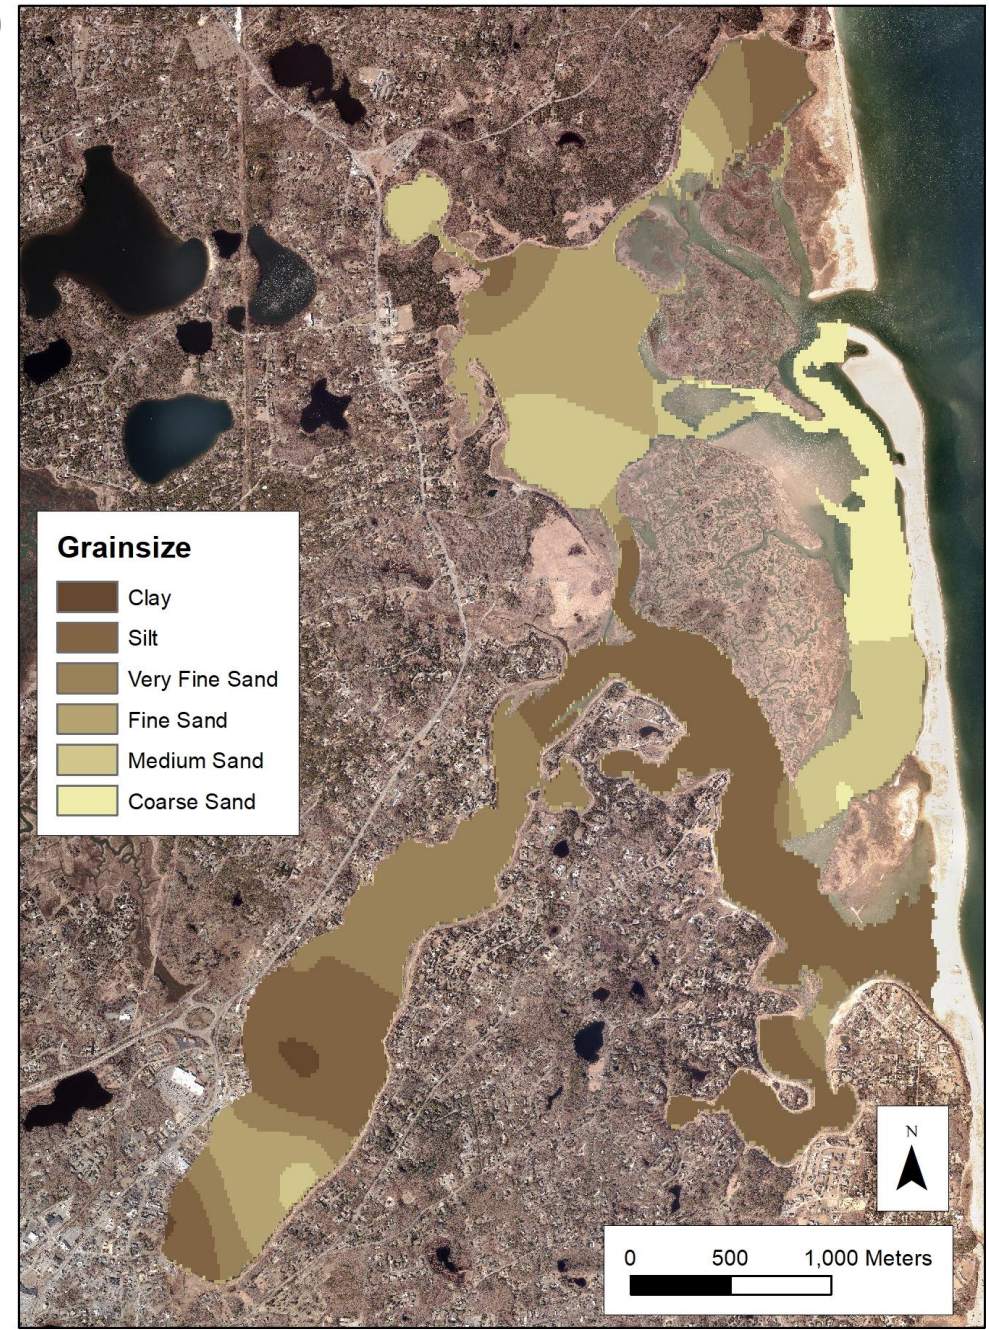 )
Grainsize
Clay
Silt
Very Fine Sand
Fine Sand
Medium Sand
Coarse Sand
N
0 500 1,000 Meters